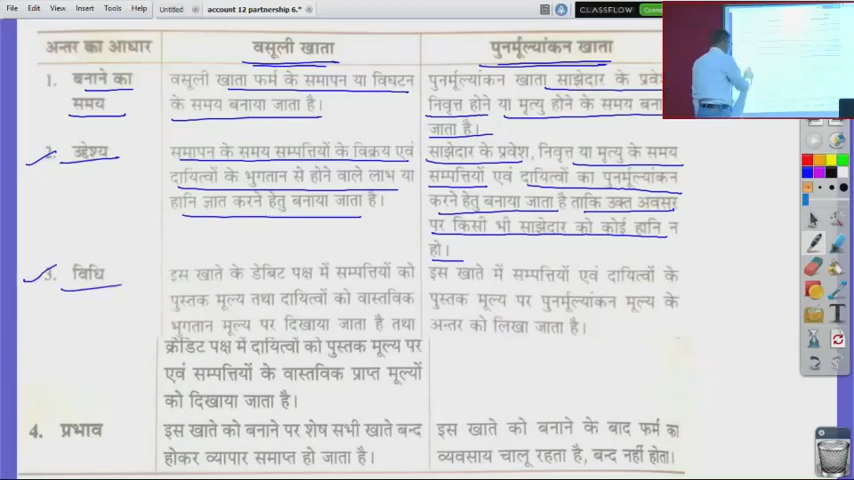 File Edit View Insert Help
Untitled
account 12 partnership 6.*
CLASSFLOW
अन्तर का आधार वसूली खाता पुनर्मूल्यांकन खाता
1. बनाने का वसूली खाता फर्म के समापन या विघटन पुनर्मूल्यांकन खाता साझेदार के प्रवेश
समय के समय बनाया जाता है। निवृत्त होने या मृत्यु होने के समय
जाता है।
2. उद्देश्य समापन के समय सम्पत्तियों के विक्रय एवं साझेदार के प्रवेश, निवृत्त या मृत्यु के समय
दायित्वों के भुगतान से होने वाले लाभ या सम्पत्तियों एवं दायित्वों का पुनर्मूल्यांकन
हानि ज्ञात करने हेतु बनाया जाता है। करने हेतु बनाया जाता है ताकि उक्त अवसर
पर किसी भी साझेदार को कोई हानि न
हो।
3. विधि इस खाते के डेबिट पक्ष में सम्पत्तियों को इस खाते में सम्पत्तियों एवं दायित्वों के
पुस्तक मूल्य तथा दायित्वों को वास्तविक पुस्तक मूल्य पर पुनर्मूल्यांकन मूल्य के
भुगतान मूल्य पर दिखाया जाता है तथा अन्तर को लिखा जाता है।
क्रेडिट पक्ष में दायित्वों को पुस्तक मूल्य पर
एवं सम्पत्तियों के वास्तविक प्राप्त मूल्यों
को दिखाया जाता है।
4. प्रभाव इस खाते को बनाने पर शेष सभी खाते बन्द इस खाते को बनाने के बाद फर्म का
होकर व्यापार समाप्त हो जाता है। व्यवसाय चालू रहता है, बन्द नहीं होता।